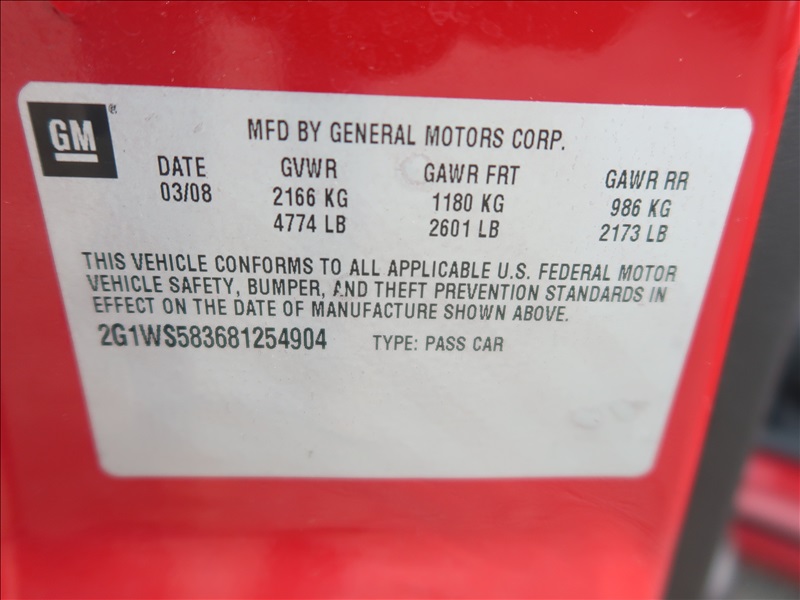 GM®
MFD BY GENERAL MOTORS CORP.
DATE GVWR GAWR FRT GAWR RR
03/08 2166 KG 1180 KG 986 KG
4774 LB 2601 LB 2173 LB
THIS VEHICLE CONFORMS TO ALL APPLICABLE U.S. FEDERAL MOTOR
VEHICLE SAFETY, BUMPER, AND THEFT PREVENTION STANDARDS IN
EFFECT ON THE DATE OF MANUFACTURE SHOWN ABOVE.
2G1WS583681254904 TYPE: PASS CAR